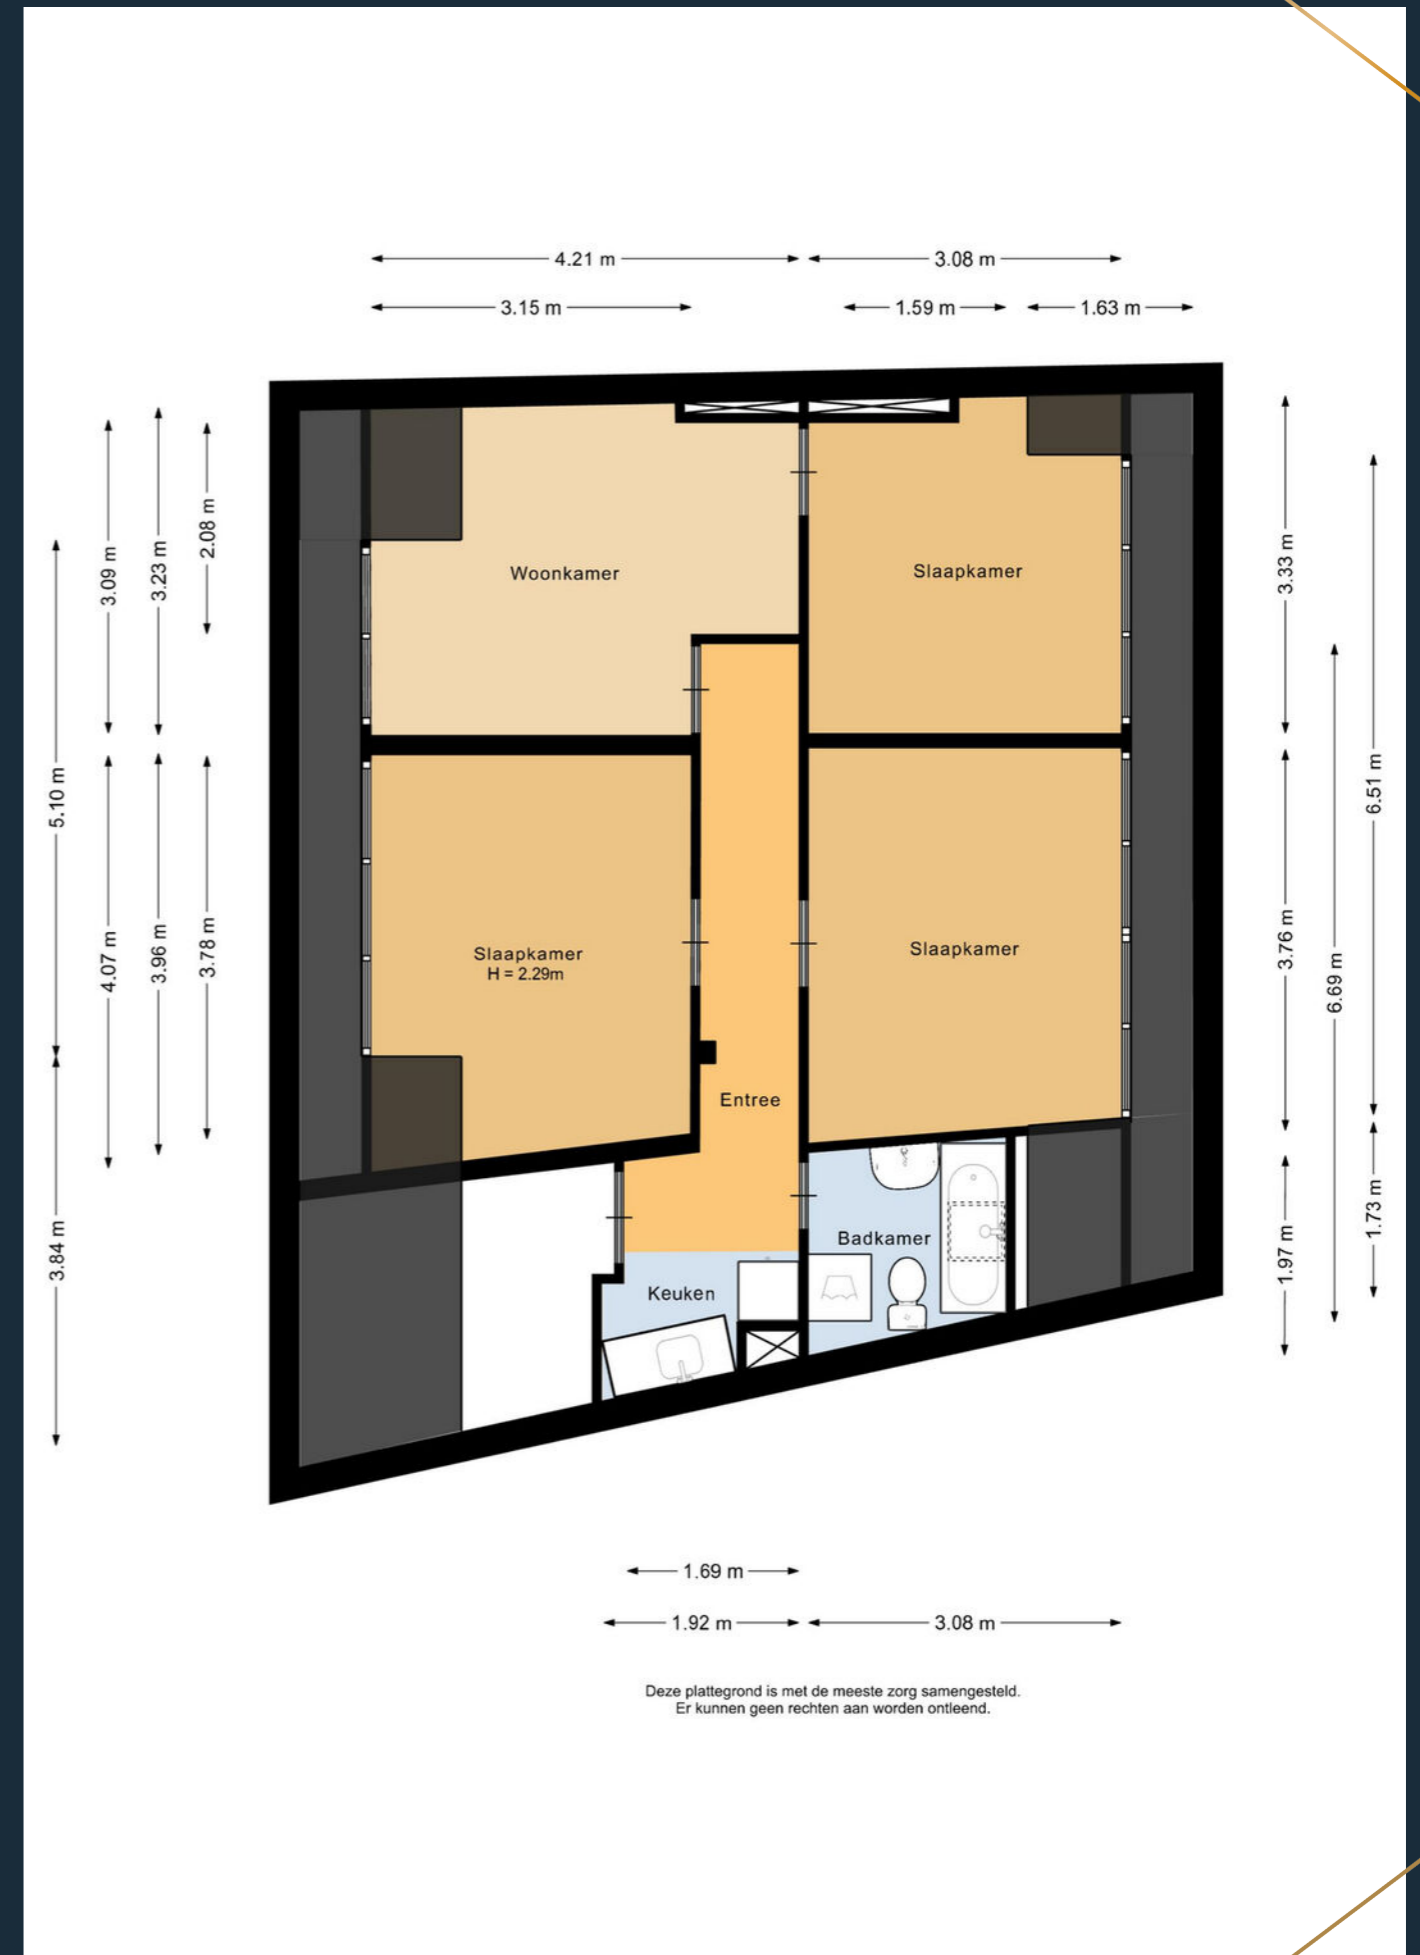 4.21 m
3.08 m
3.15 m
1.59 m
1.63 m
5.10 m
3.84 m
3.09 m
4.07 m
3.23 m
3.96 m
2.08 m
3.78 m
Woonkamer
Slaapkamer
Slaapkamer
H = 2.29m
Slaapkamer
Entree
Badkamer
Keuken
3.33 m
3.76 m
1.97 m
6.69 m
6.51 m
1.73 m
1.69 m
1.92 m
3.08 m
Deze plattegrond is met de meeste zorg samengesteld.
Er kunnen geen rechten aan worden ontleend.